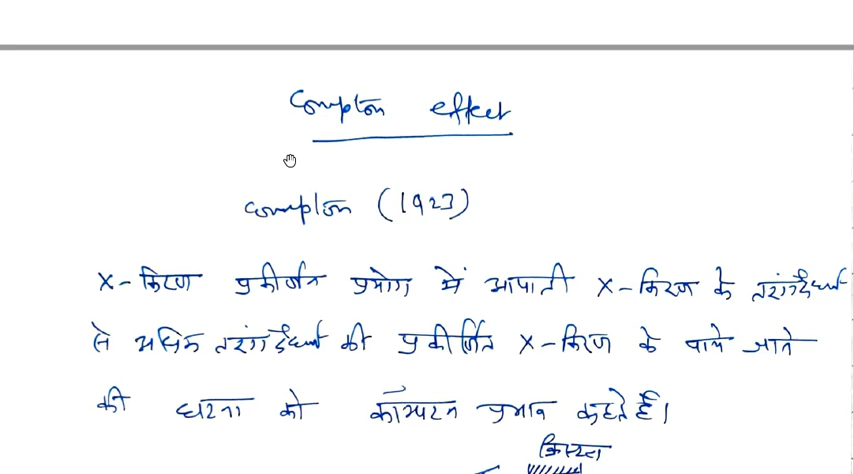 Compton effect
Compton (1923)
X-किरण प्रकीर्णन प्रयोग में आपाती X-किरण के तरंगदैर्ध्य
से अधिक तरंगदैर्ध्य की प्रकीर्णित X-किरण के पाये जाने
की घटना को कॉम्पटन प्रभाव कहते हैं।
क्रिस्टल